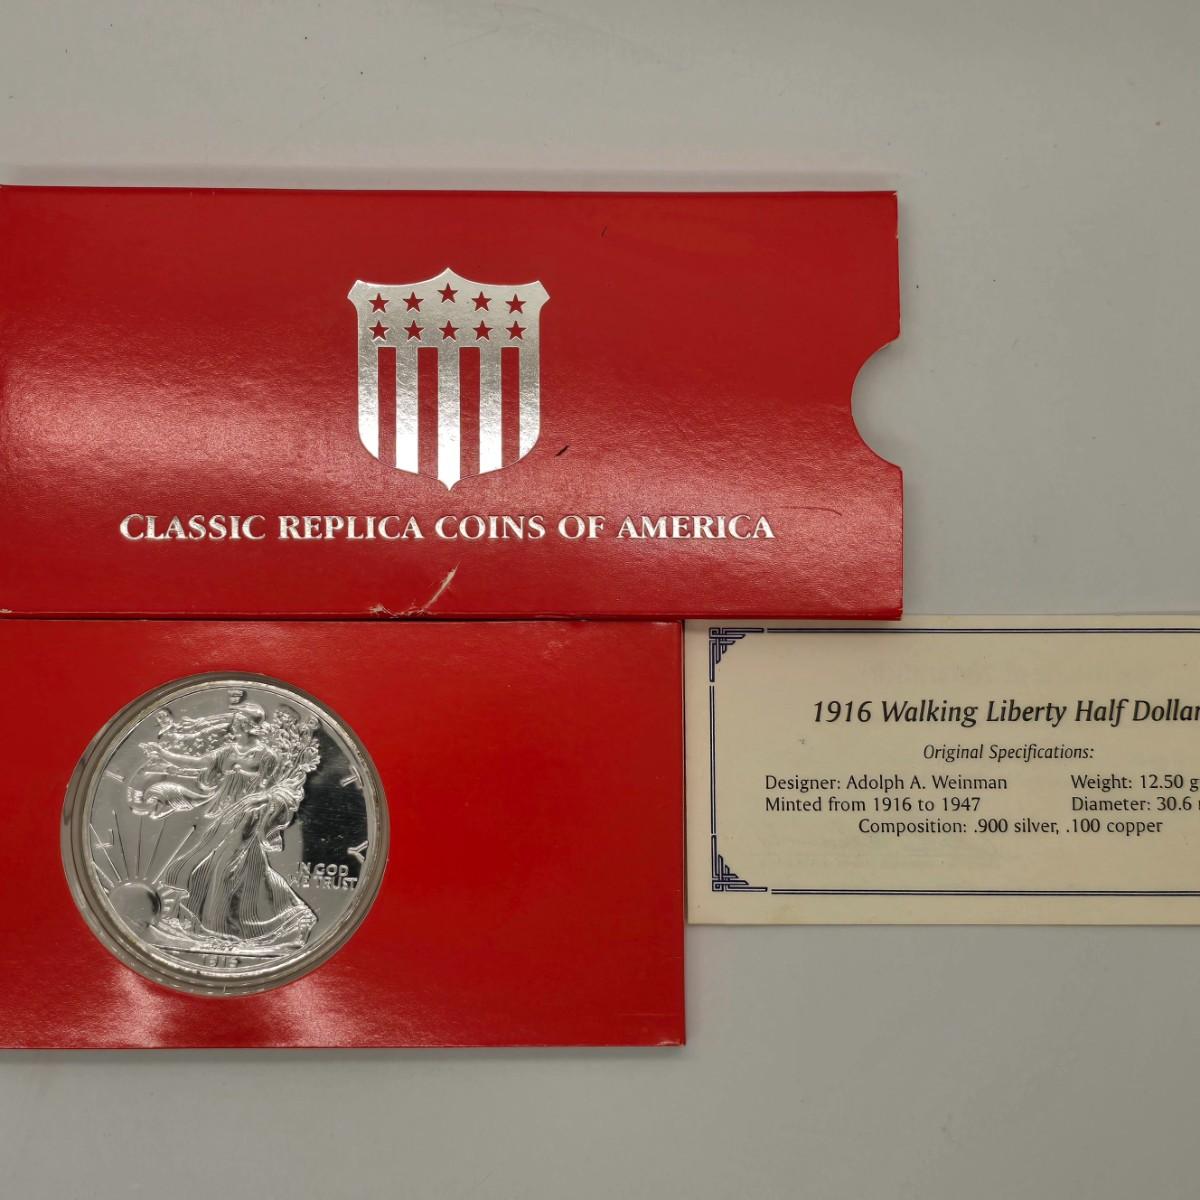 CLASSIC REPLICA COINS OF AMERICA
LIBERTY
IN GOD
WE TRUST
1916
1916 Walking Liberty Half Dollar
Original Specifications:
Designer: Adolph A. Weinman Weight: 12.50 g
Minted from 1916 to 1947 Diameter: 30.6
Composition: .900 silver, .100 copper